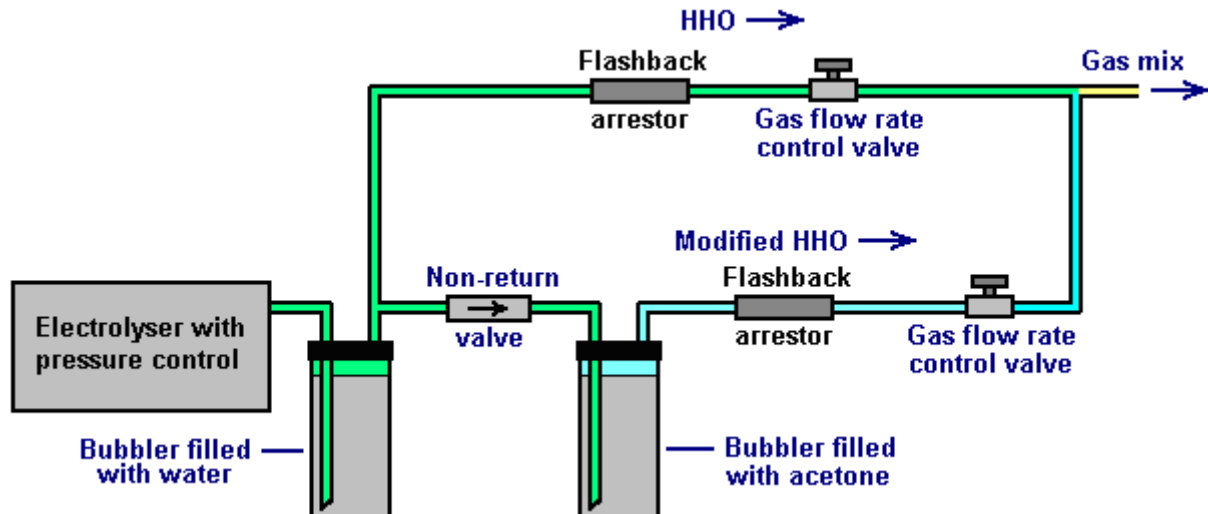 HHO
Flashback
arrestor
Gas flow rate
control valve
Gas mix
Modified HHO
Flashback
arrestor
Gas flow rate
control valve
Non-return
valve
Electrolyser with
pressure control
Bubbler filled
with water
Bubbler filled
with acetone